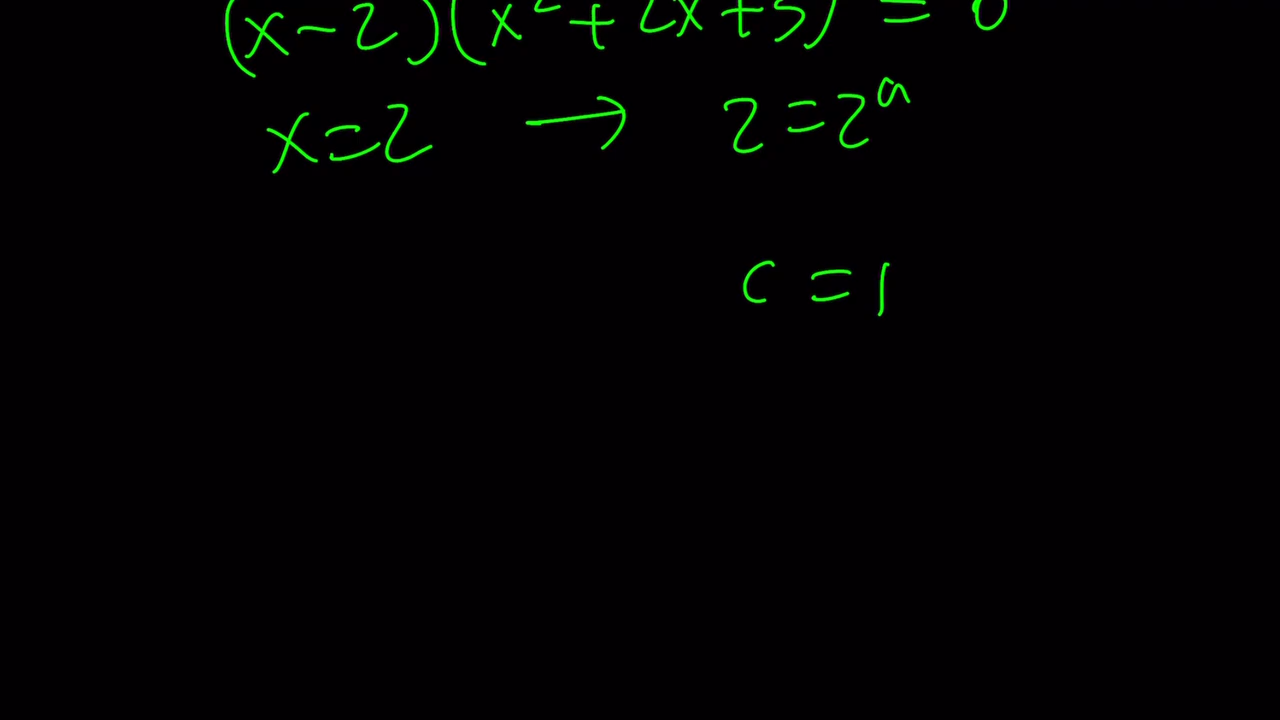 (x-2)(x²+2x+5) = 0
x=2 → 2=2ᵃ
c=1